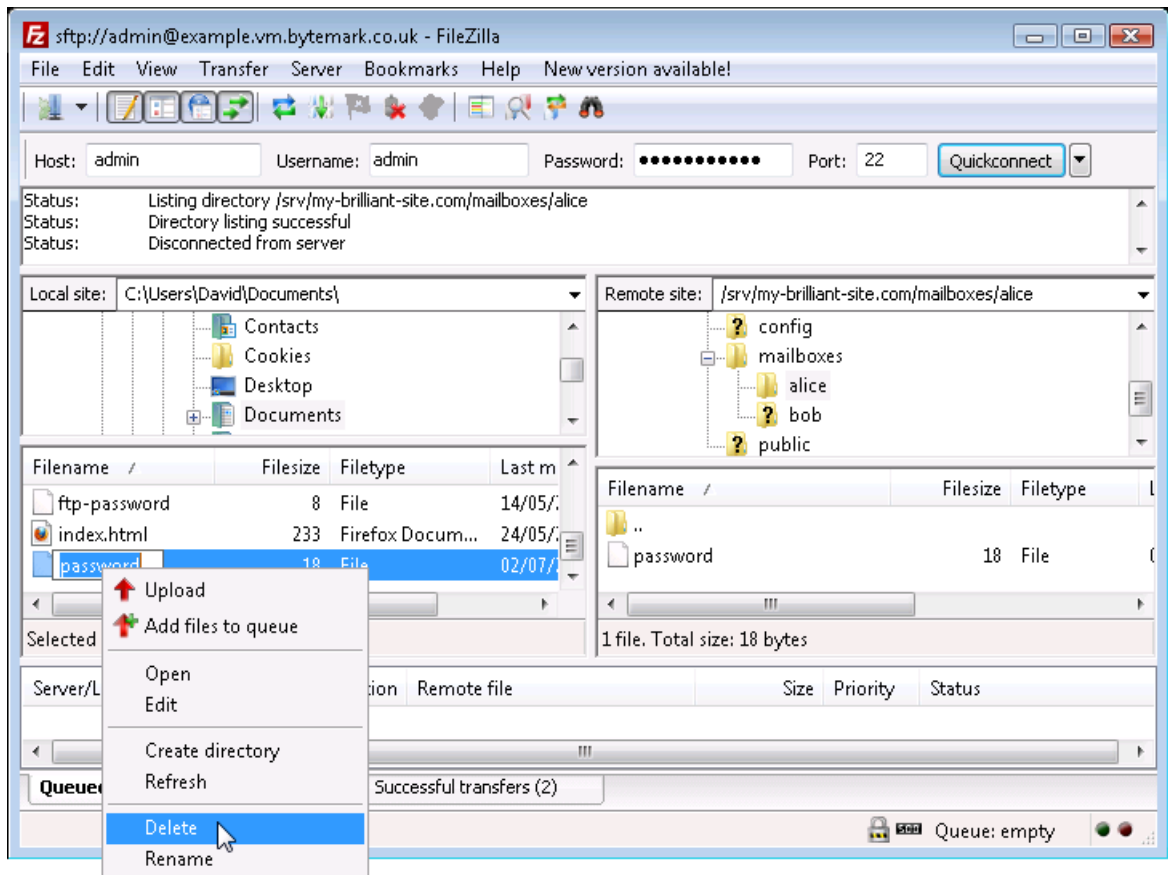 sftp://admin@example.vm.bytemark.co.uk - FileZilla
File Edit View Transfer Server Bookmarks Help New version available!
Host: admin Username: admin Password: ●●●●●●●●●●● Port: 22 Quickconnect
Status: Listing directory /srv/my-brilliant-site.com/mailboxes/alice
Status: Directory listing successful
Status: Disconnected from server
Local site: C:\Users\David\Documents\
Contacts
Cookies
Desktop
Documents
Remote site: /srv/my-brilliant-site.com/mailboxes/alice
config
mailboxes
alice
bob
public
Filename / Filesize Filetype Last m
ftp-password 8 File 14/05/
index.html 233 Firefox Docum... 24/05/
password 18 File 02/07/
Selected
Filename / Filesize Filetype
..
password 18 File
1 file. Total size: 18 bytes
Upload
Add files to queue
Open
Edit
Create directory
Refresh
Delete
Rename
Server/L tion Remote file Size Priority Status
Queue Successful transfers (2)
Queue: empty